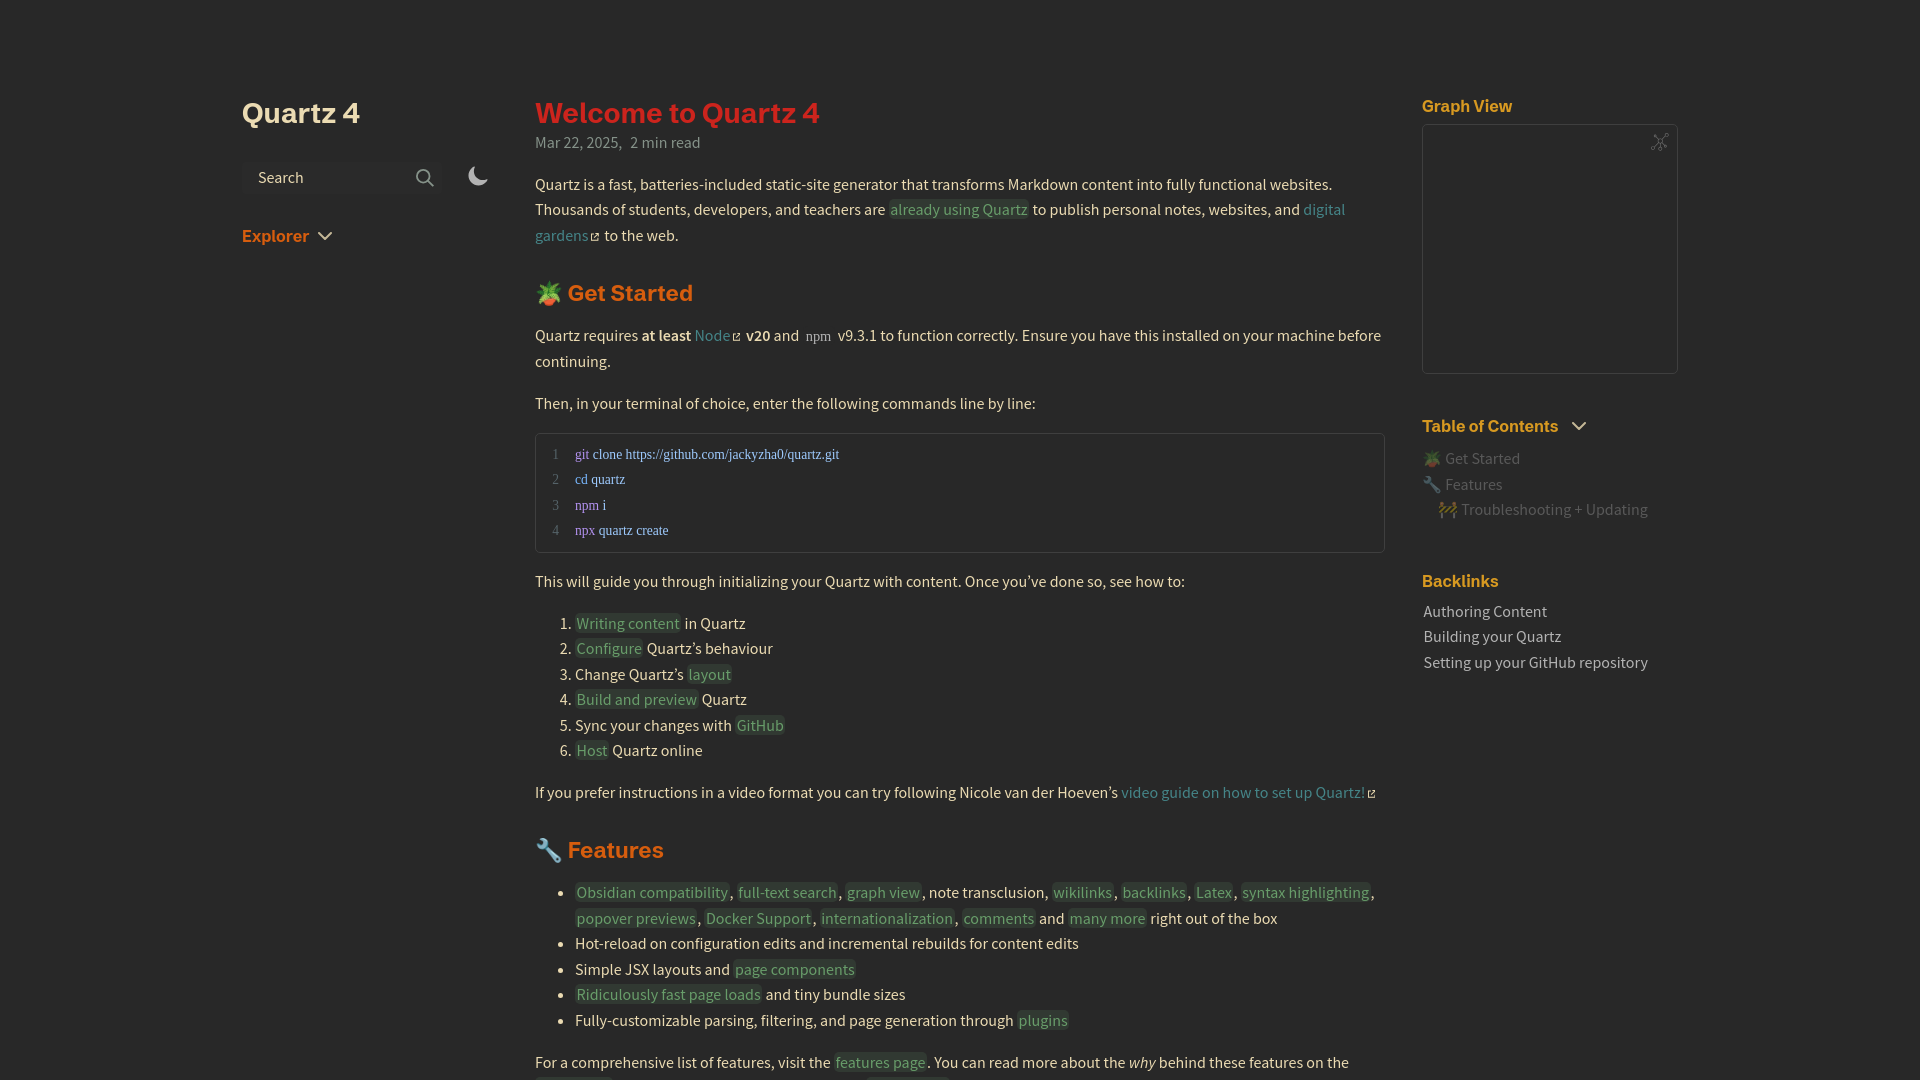 Quartz 4
Search
Explorer
Welcome to Quartz 4
Mar 22, 2025, 2 min read
Quartz is a fast, batteries-included static-site generator that transforms Markdown content into fully functional websites.
Thousands of students, developers, and teachers are already using Quartz to publish personal notes, websites, and digital
gardens to the web.
🪴 Get Started
Quartz requires at least Node v20 and npm v9.3.1 to function correctly. Ensure you have this installed on your machine before
continuing.
Then, in your terminal of choice, enter the following commands line by line:
1 git clone https://github.com/jackyzha0/quartz.git
2 cd quartz
3 npm i
4 npx quartz create
This will guide you through initializing your Quartz with content. Once you’ve done so, see how to:
1. Writing content in Quartz
2. Configure Quartz’s behaviour
3. Change Quartz’s layout
4. Build and preview Quartz
5. Sync your changes with GitHub
6. Host Quartz online
If you prefer instructions in a video format you can try following Nicole van der Hoeven’s video guide on how to set up Quartz!
🔧 Features
• Obsidian compatibility, full-text search, graph view, note transclusion, wikilinks, backlinks, Latex, syntax highlighting,
popover previews, Docker Support, internationalization, comments and many more right out of the box
• Hot-reload on configuration edits and incremental rebuilds for content edits
• Simple JSX layouts and page components
• Ridiculously fast page loads and tiny bundle sizes
• Fully-customizable parsing, filtering, and page generation through plugins
For a comprehensive list of features, visit the features page. You can read more about the why behind these features on the
Graph View
Table of Contents
🪴 Get Started
🔧 Features
🚧 Troubleshooting + Updating
Backlinks
Authoring Content
Building your Quartz
Setting up your GitHub repository